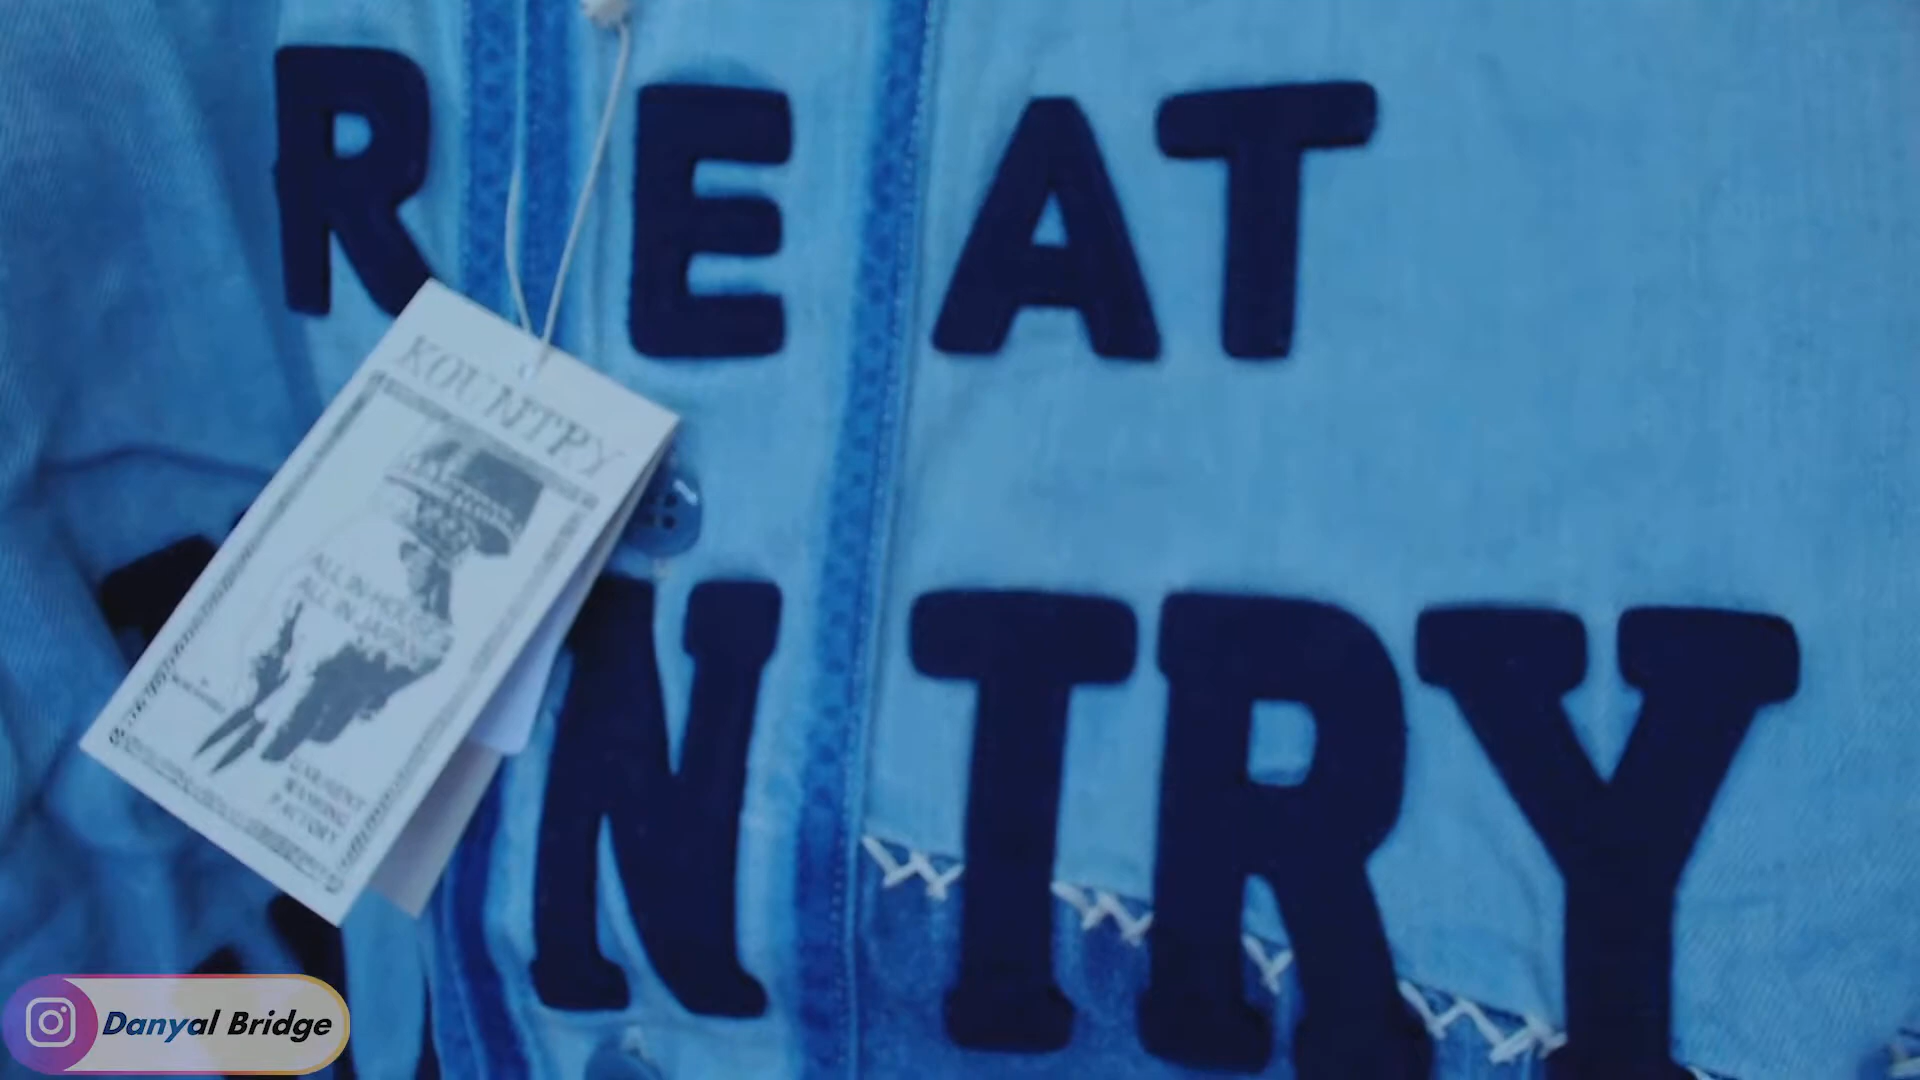 REAT
NTRY
KOUNTRY
ALL IN HOUSE
ALL IN JAPAN
GARMENT
WASHING
FACTORY
Danyal Bridge